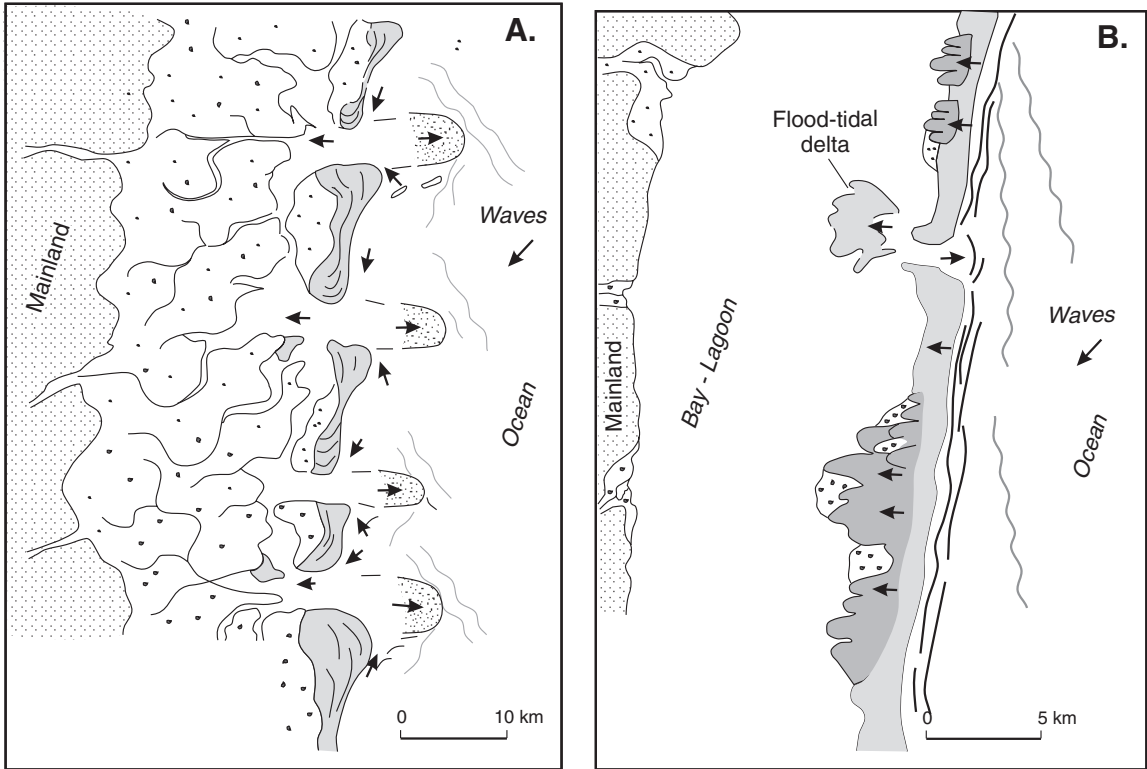 A.
Mainland
Waves
Ocean
0 10 km
B.
Flood-tidal
delta
Mainland
Bay - Lagoon
Waves
Ocean
0 5 km